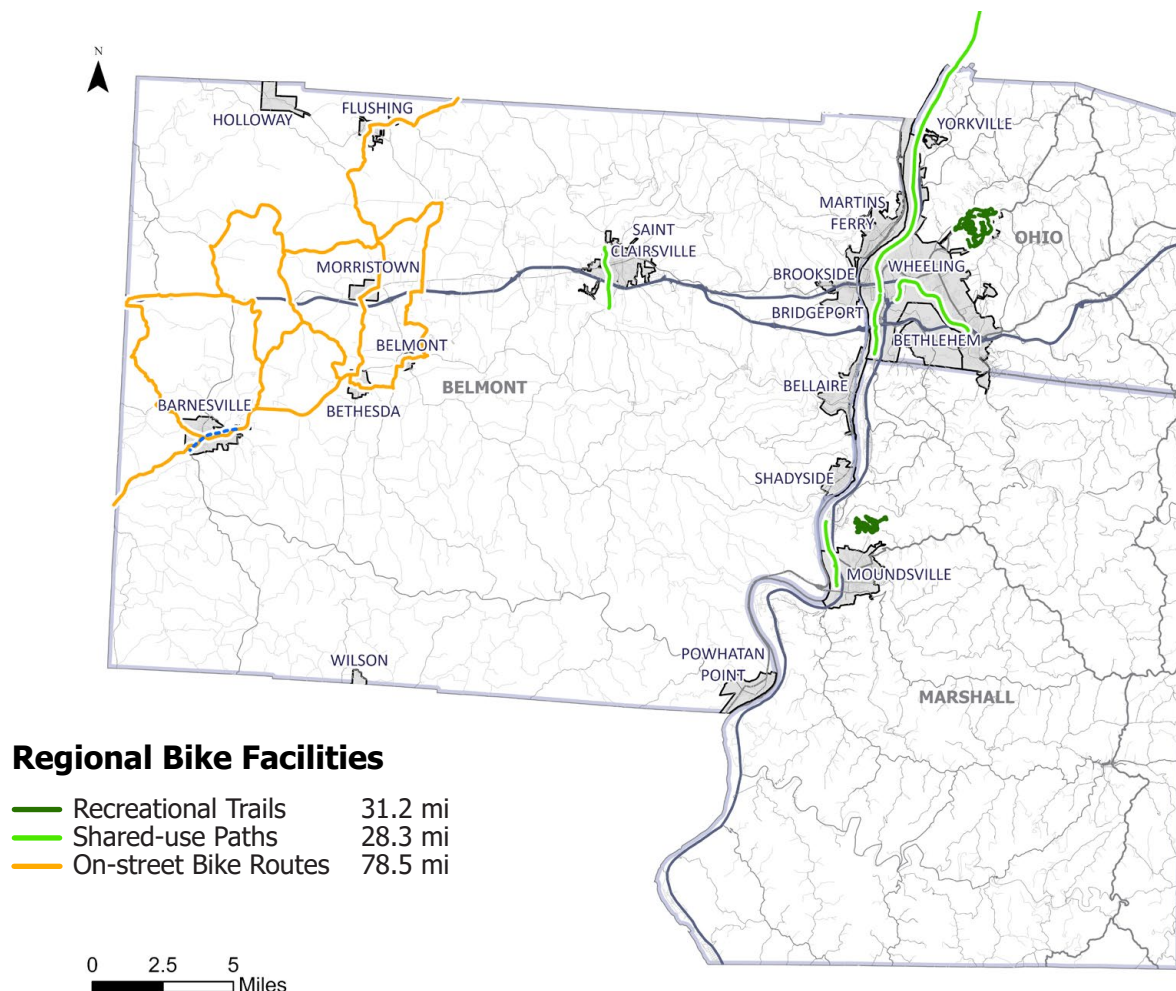 N
HOLLOWAY
FLUSHING
YORKVILLE
MARTINS
FERRY
OHIO
SAINT
CLAIRSVILLE
MORRISTOWN
BROOKSIDE
WHEELING
BRIDGEPORT
BETHLEHEM
BELMONT
BELMONT
BELLAIRE
BARNESVILLE
BETHESDA
SHADYSIDE
MOUNDSVILLE
WILSON
POWHATAN
POINT
MARSHALL
Regional Bike Facilities
Recreational Trails 31.2 mi
Shared-use Paths 28.3 mi
On-street Bike Routes 78.5 mi
0 2.5 5
Miles